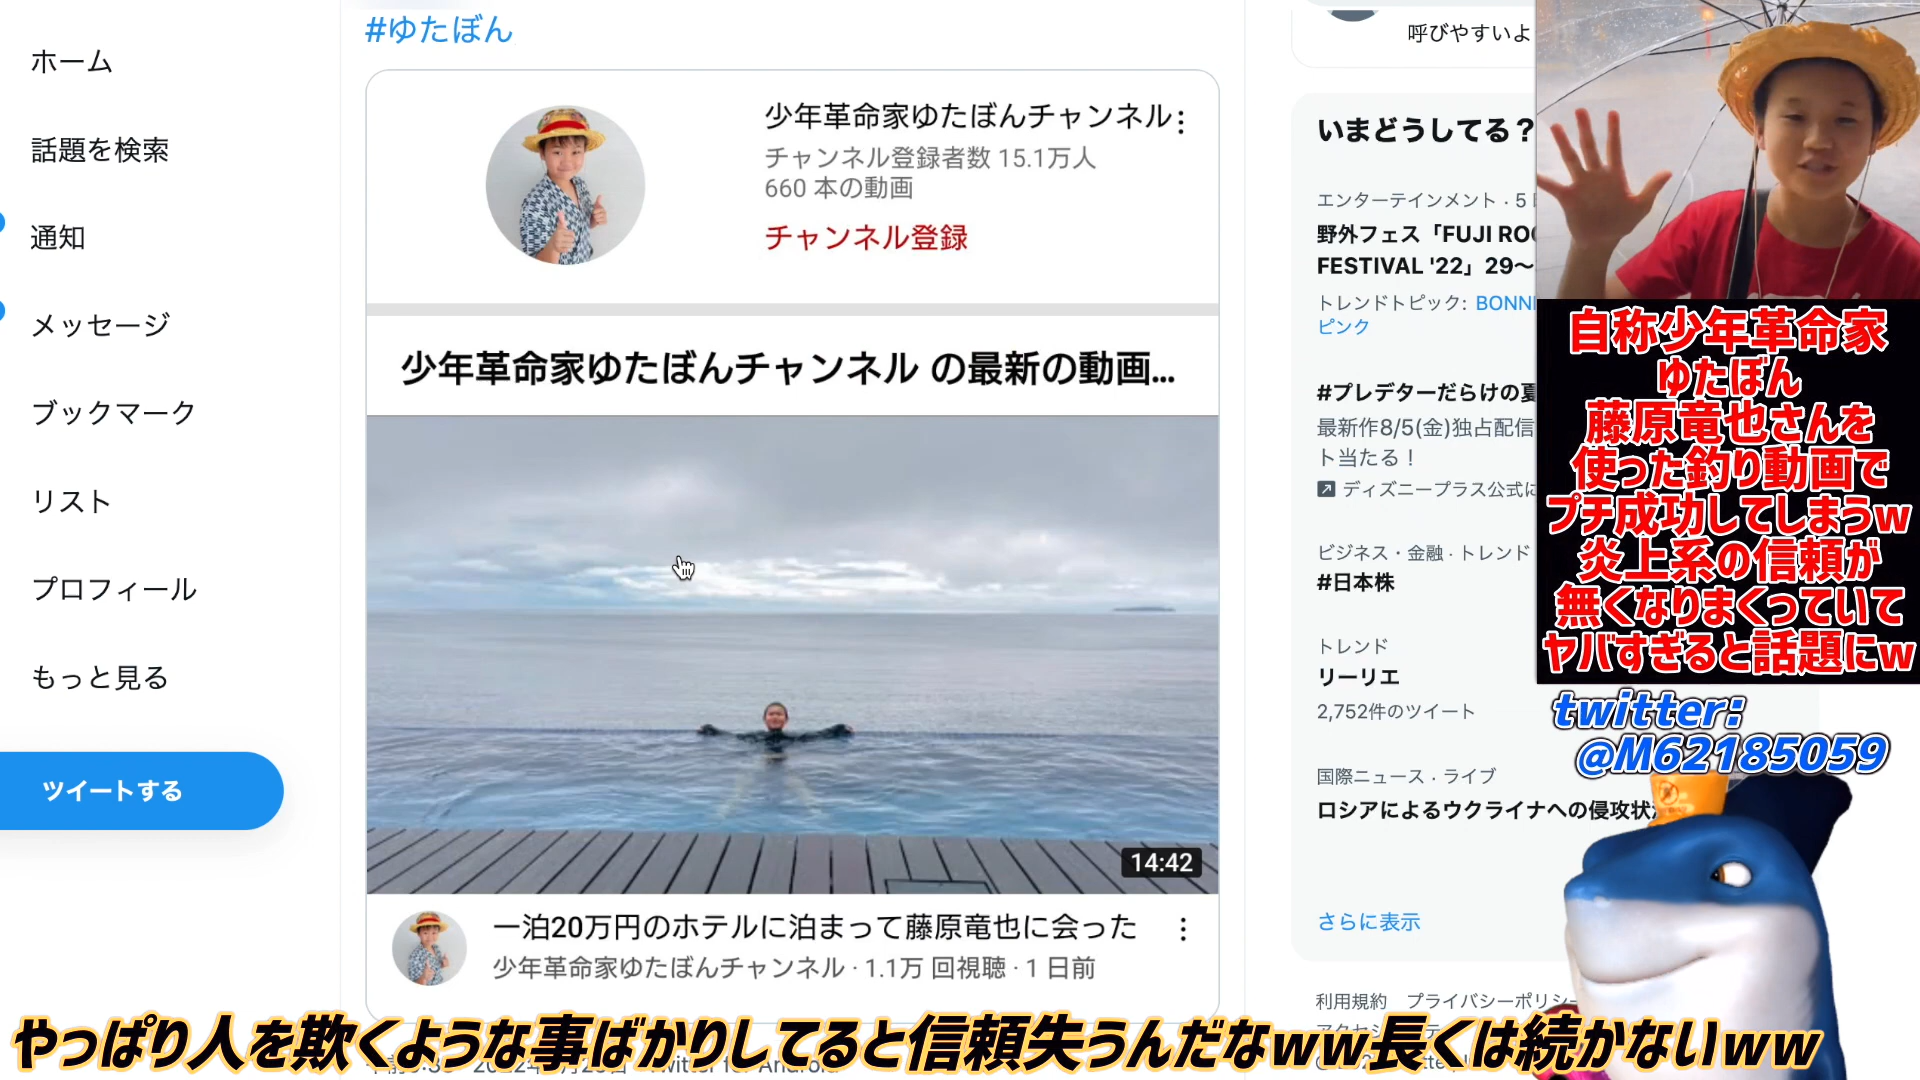 ホーム
話題を検索
通知
メッセージ
ブックマーク
リスト
プロフィール
もっと見る
ツイートする
#ゆたぼん
少年革命家ゆたぼんチャンネル
チャンネル登録者数 15.1万人
660 本の動画
チャンネル登録
少年革命家ゆたぼんチャンネル の最新の動画...
14:42
一泊20万円のホテルに泊まって藤原竜也に会った
少年革命家ゆたぼんチャンネル · 1.1万 回視聴 · 1 日前
呼びやすいよ
いまどうしてる？
エンターテインメント · 5
野外フェス「FUJI RO
FESTIVAL '22」29〜
トレンドトピック: BONN
ピンク
#プレデターだらけの夏
最新作8/5(金)独占配信
ト当たる！
ディズニープラス公式に
ビジネス・金融 · トレンド
#日本株
トレンド
リーリエ
2,752件のツイート
国際ニュース · ライブ
ロシアによるウクライナへの侵攻状
さらに表示
利用規約 プライバシーポリシー
自称少年革命家
ゆたぼん
藤原竜也さんを
使った釣り動画で
プチ成功してしまうw
炎上系の信頼が
無くなりまくっていて
ヤバすぎると話題にw
twitter:
@M62185059
やっぱり人を欺くような事ばかりしてると信頼失うんだなww長くは続かないww